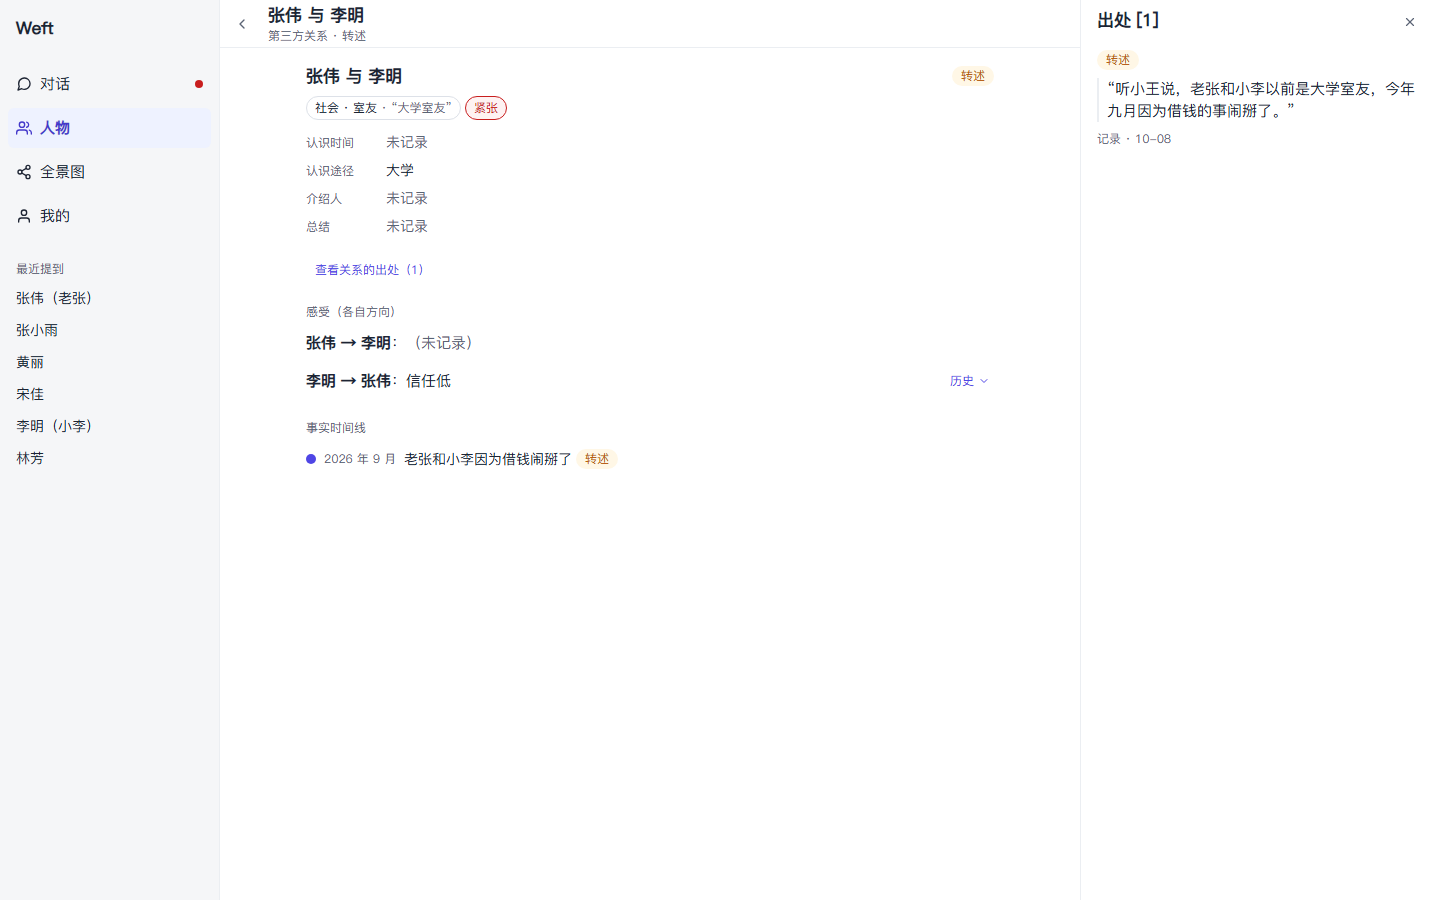 Weft
对话
人物
全景图
我的
最近提到
张伟（老张）
张小雨
黄丽
宋佳
李明（小李）
林芳
张伟 与 李明
第三方关系 · 转述
张伟 与 李明
转述
社会 · 室友 · “大学室友”
紧张
认识时间 未记录
认识途径 大学
介绍人 未记录
总结 未记录
查看关系的出处（1）
感受（各自方向）
张伟 → 李明：（未记录）
李明 → 张伟：信任低
历史
事实时间线
2026 年 9 月 老张和小李因为借钱闹掰了 转述
出处 [1]
转述
“听小王说，老张和小李以前是大学室友，今年
九月因为借钱的事闹掰了。”
记录 · 10-08